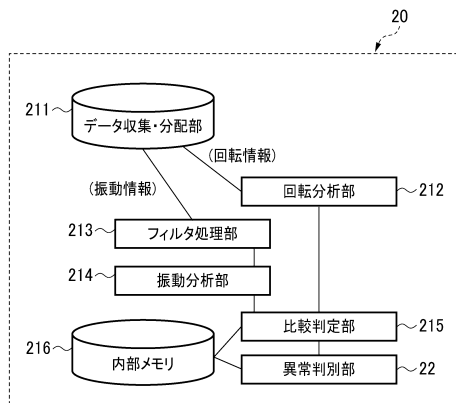 20
211
データ収集・分配部
(回転情報)
(振動情報)
回転分析部
212
213
フィルタ処理部
214
振動分析部
比較判定部
215
216
内部メモリ
異常判別部
22